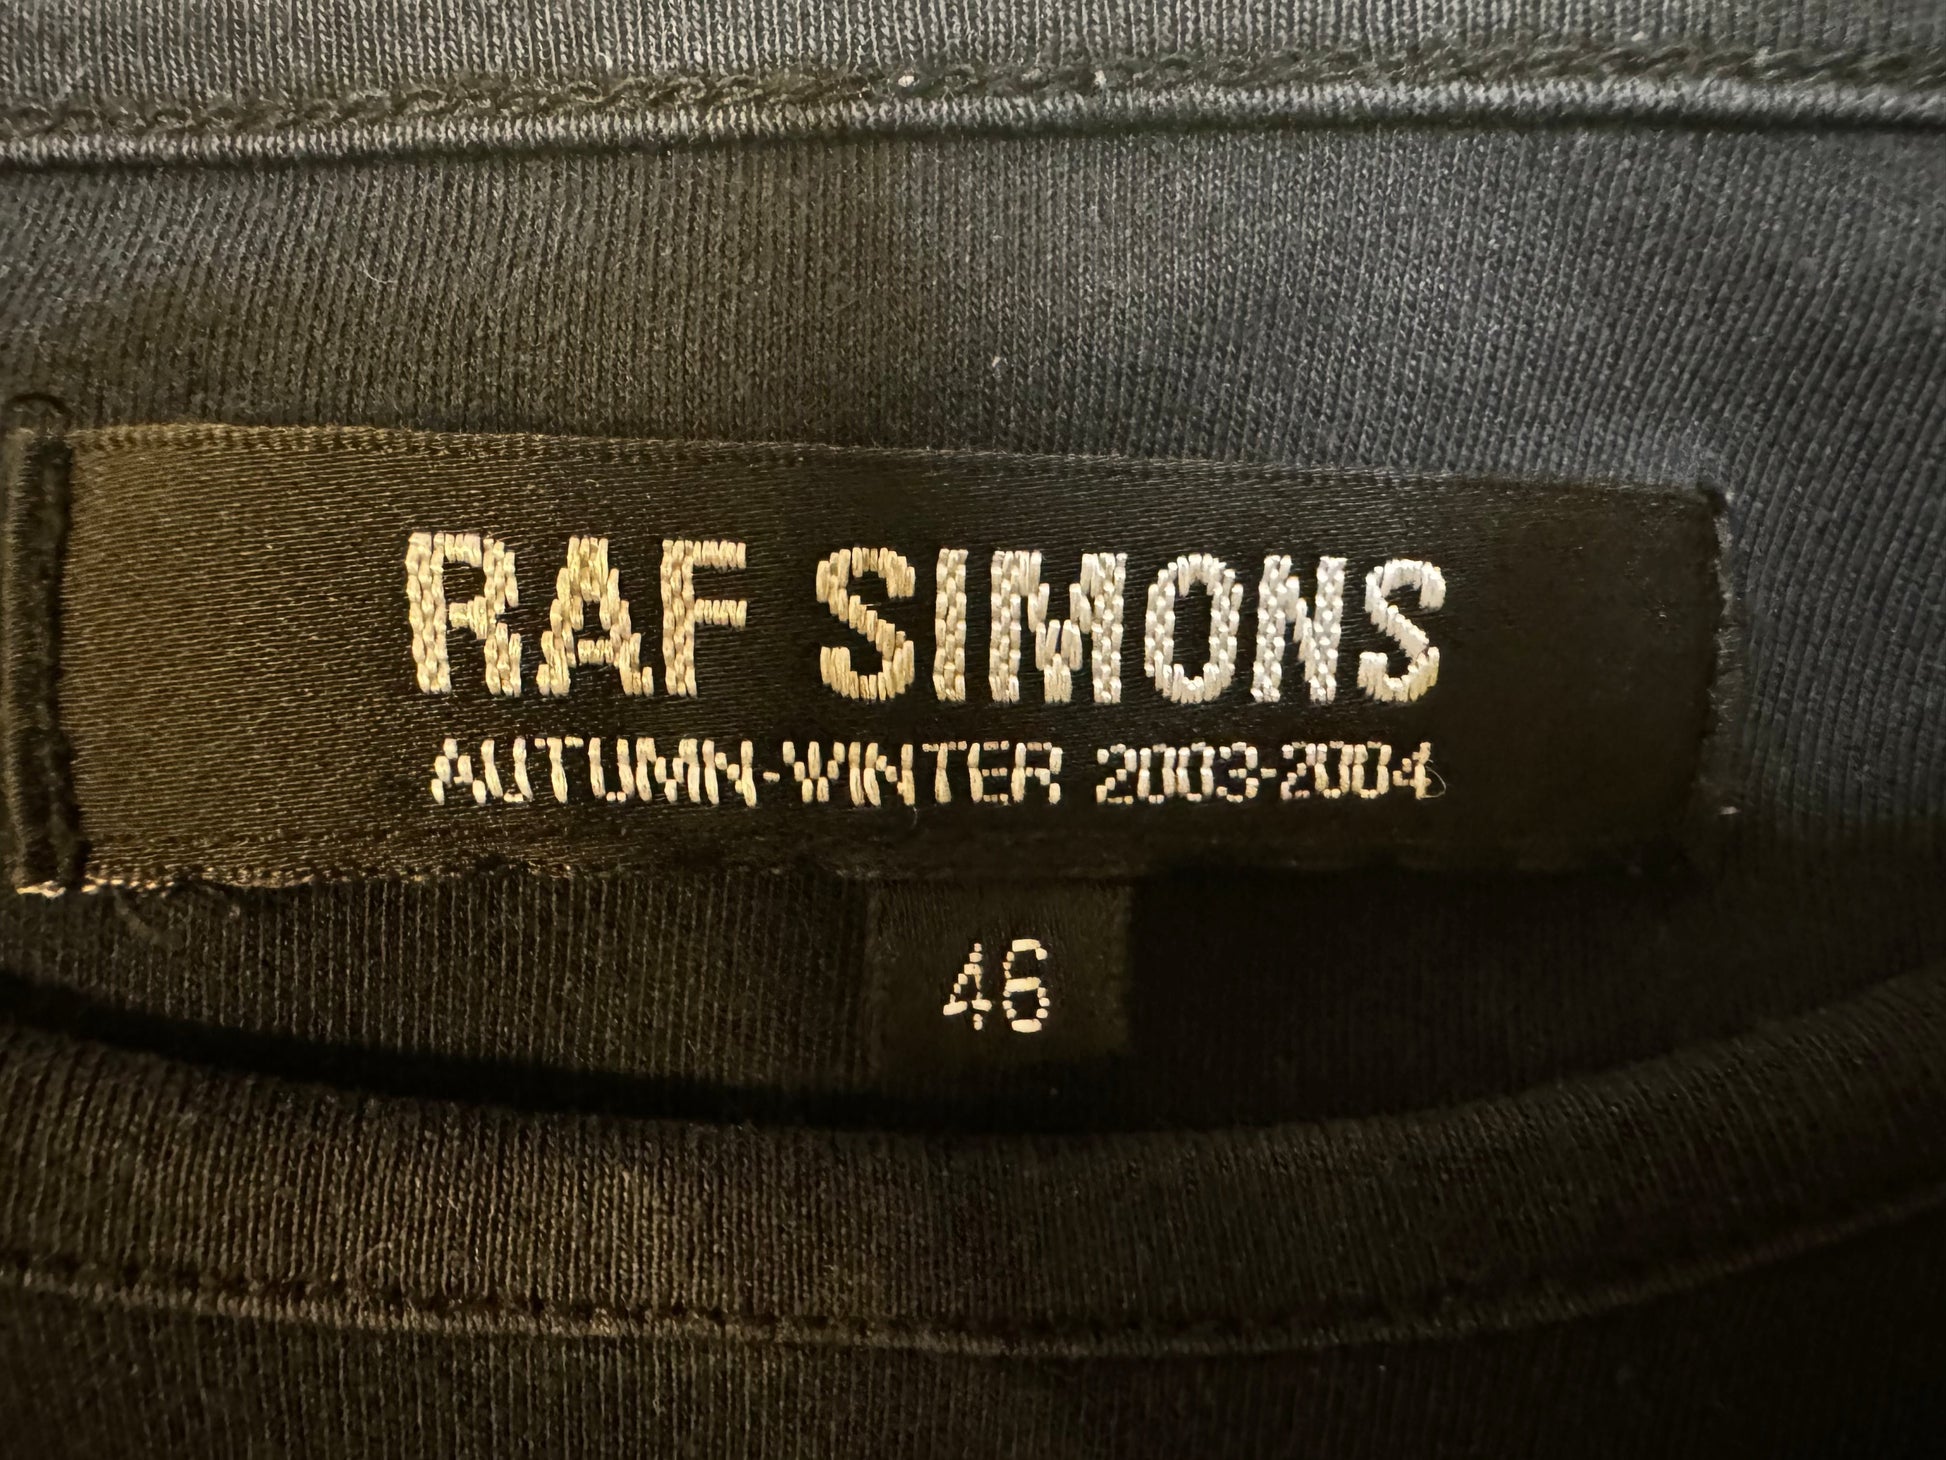 RAF SIMONS
AUTUMN-WINTER 2003-2004
46